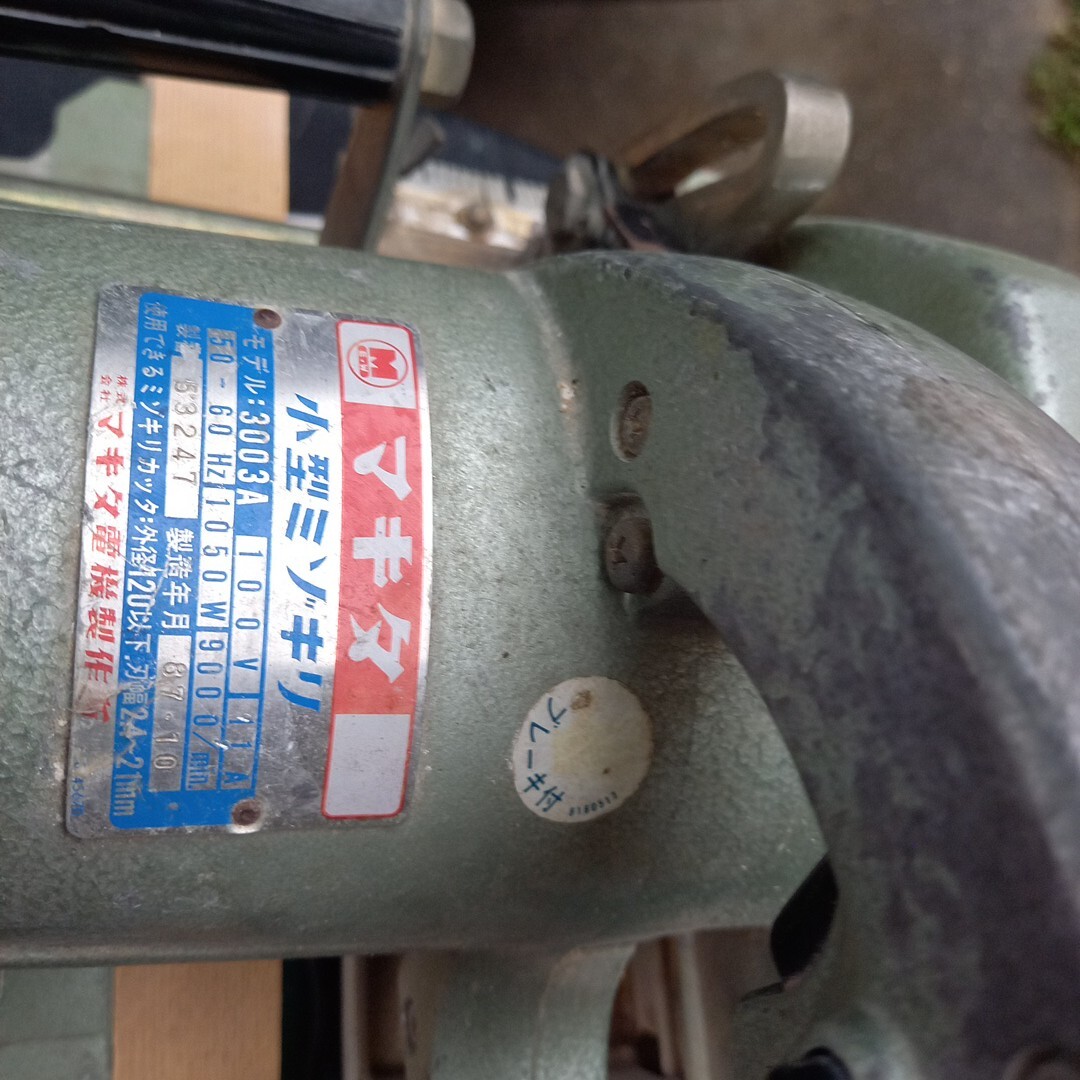 マキタ
小型ミゾキリ
モデル:3003A 100V 11A
50-60Hz 1050W 9000/min
製番 53247 製造年月 87.10
使用できるミゾキリカッタ:外径120以下 刃幅2.4~21mm
株式会社 マキタ電機製作
ブレーキ付